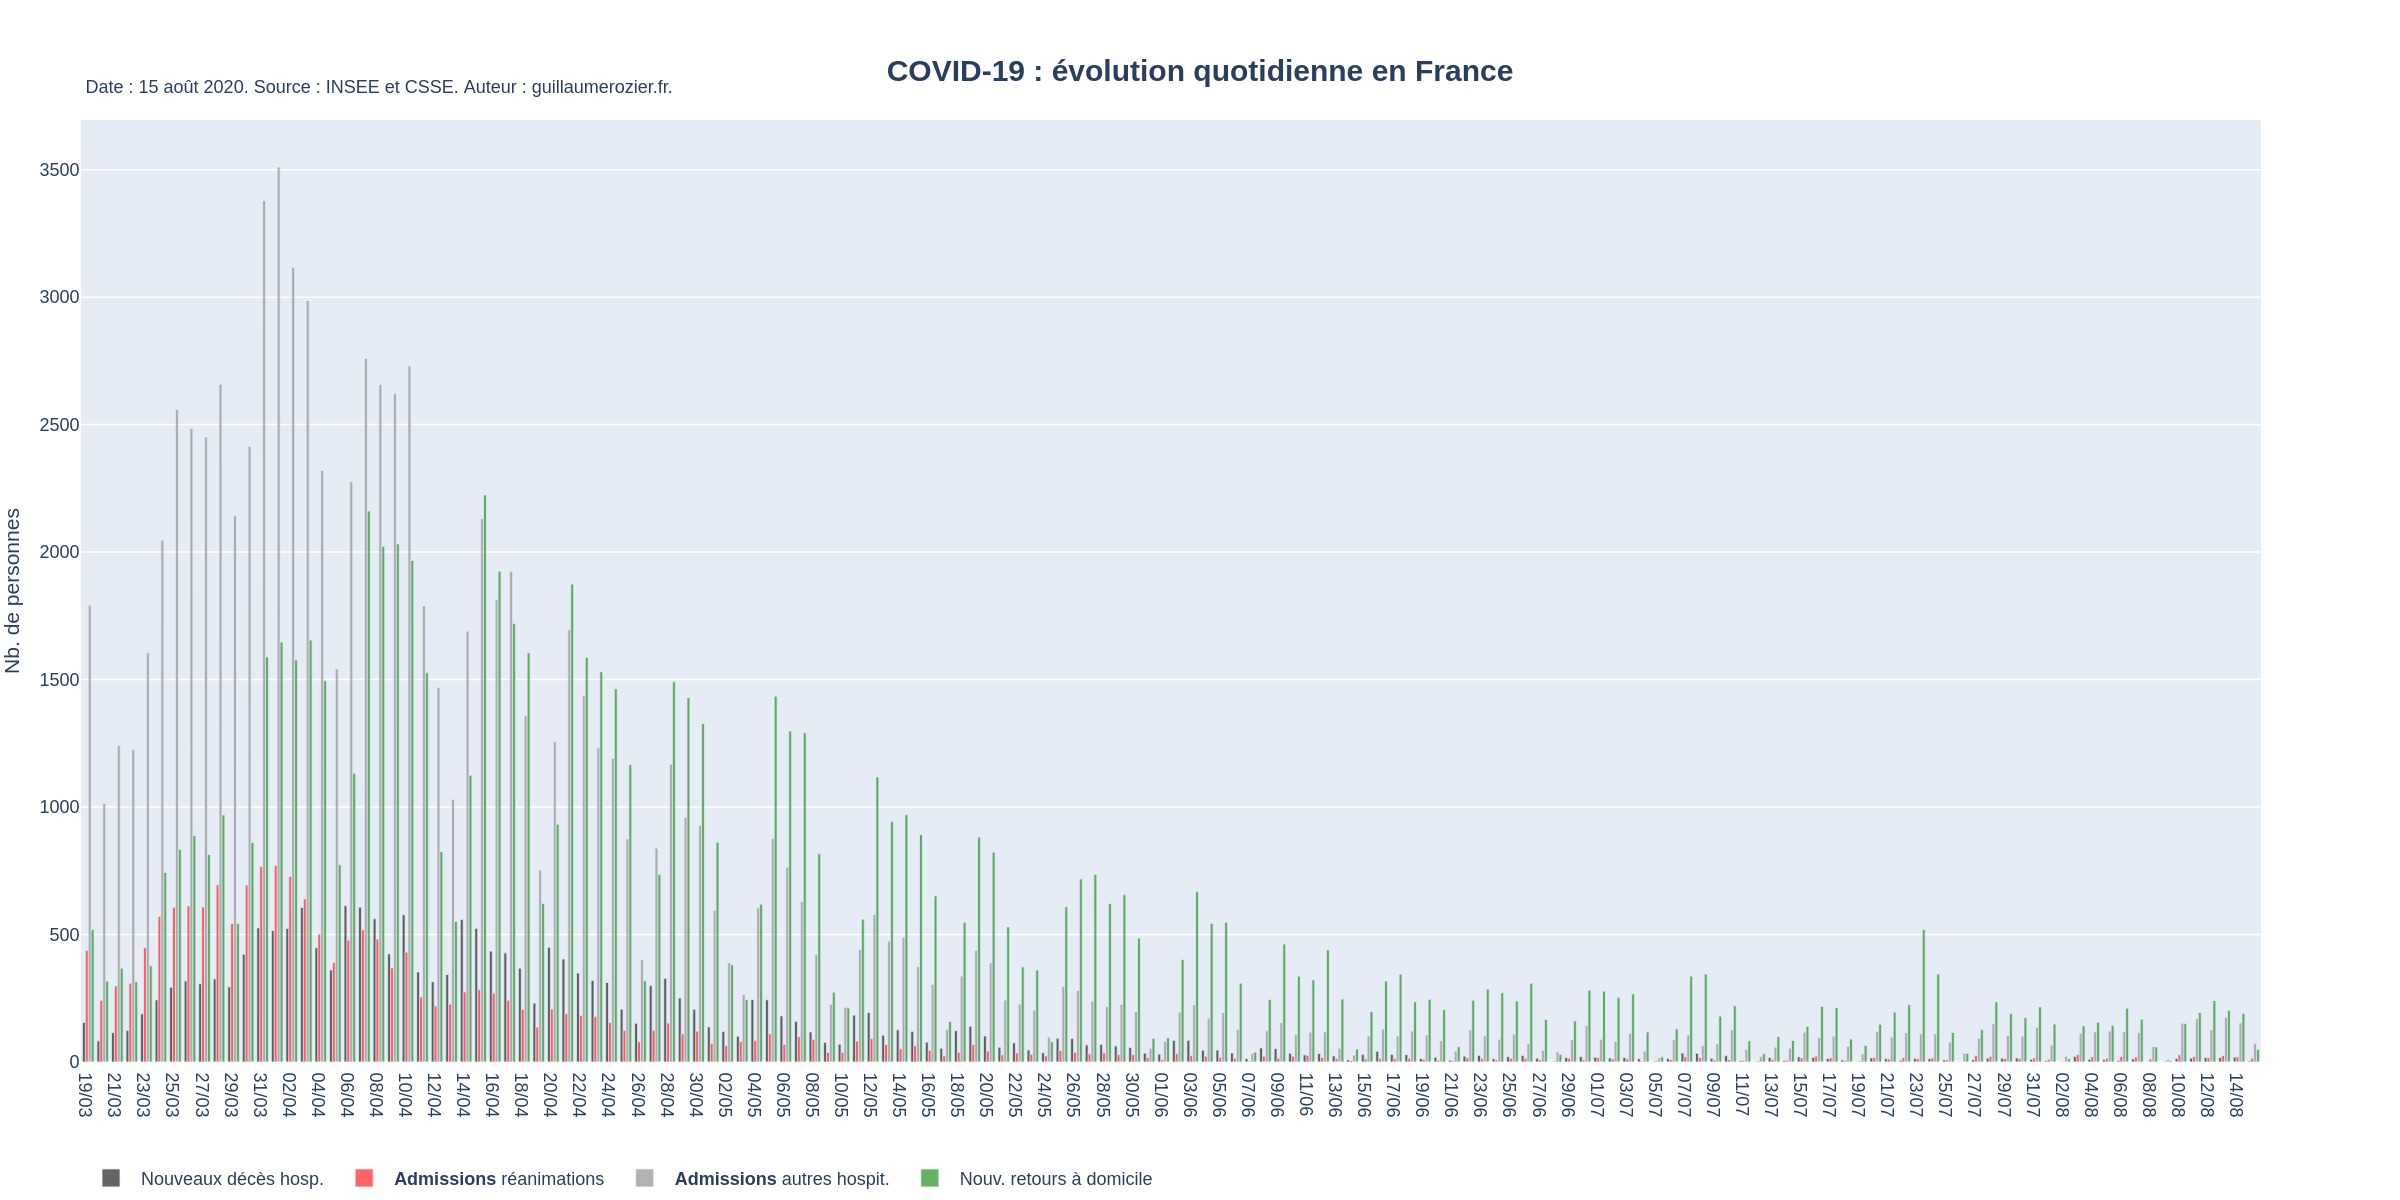 COVID-19 : évolution quotidienne en France
Date : 15 août 2020. Source : INSEE et CSSE. Auteur : guillaumerozier.fr.
Nb. de personnes
3500
3000
2500
2000
1500
1000
500
0
19/03 21/03 23/03 25/03 27/03 29/03 31/03 02/04 04/04 06/04 08/04 10/04 12/04 14/04 16/04 18/04 20/04 22/04 24/04 26/04 28/04 30/04 02/05 04/05 06/05 08/05 10/05 12/05 14/05 16/05 18/05 20/05 22/05 24/05 26/05 28/05 30/05 01/06 03/06 05/06 07/06 09/06 11/06 13/06 15/06 17/06 19/06 21/06 23/06 25/06 27/06 29/06 01/07 03/07 05/07 07/07 09/07 11/07 13/07 15/07 17/07 19/07 21/07 23/07 25/07 27/07 29/07 31/07 02/08 04/08 06/08 08/08 10/08 12/08 14/08
Nouveaux décès hosp. Admissions réanimations Admissions autres hospit. Nouv. retours à domicile